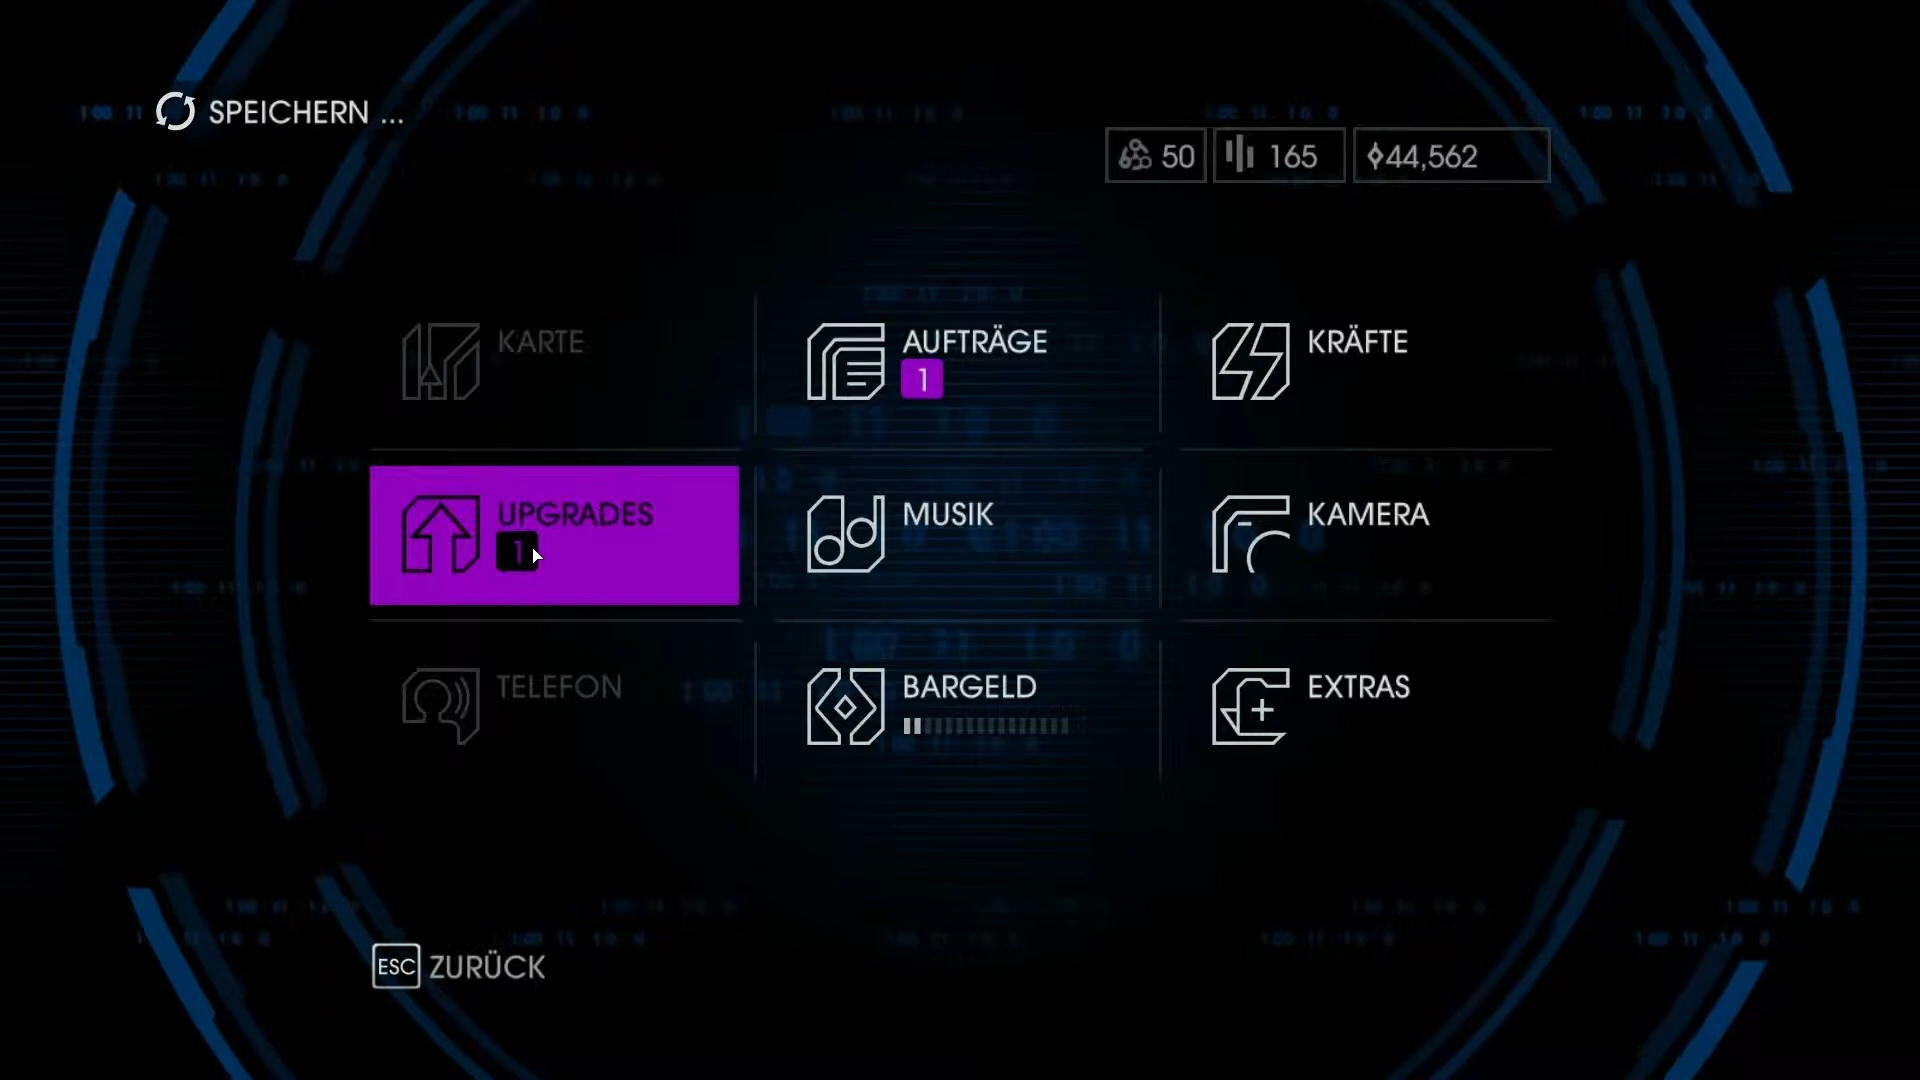 SPEICHERN ...
50 165 44,562
KARTE
AUFTRÄGE
1
KRÄFTE
UPGRADES
1
MUSIK
KAMERA
TELEFON
BARGELD
EXTRAS
ESC ZURÜCK